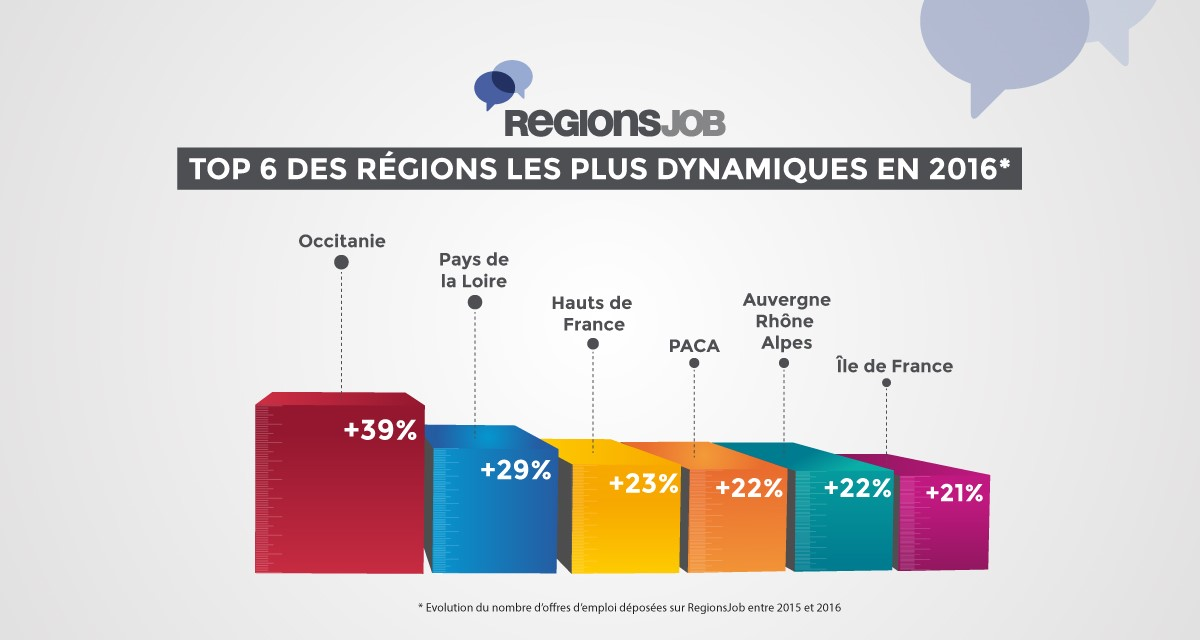 REGIONSJOB
TOP 6 DES RÉGIONS LES PLUS DYNAMIQUES EN 2016*
Occitanie
Pays de
la Loire
Hauts de
France
PACA
Auvergne
Rhône
Alpes
Île de France
+39%
+29%
+23%
+22%
+22%
+21%
* Evolution du nombre d'offres d'emploi déposées sur RegionsJob entre 2015 et 2016